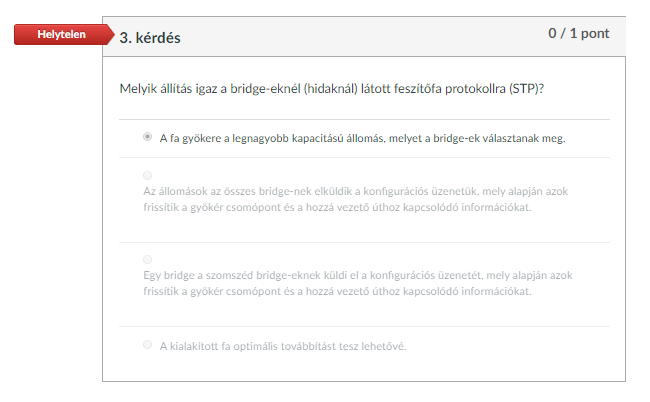 Helytelen
3. kérdés
0 / 1 pont
Melyik állítás igaz a bridge-eknél (hidaknál) látott feszítőfa protokollra (STP)?
A fa gyökere a legnagyobb kapacitású állomás, melyet a bridge-ek választanak meg.
Az állomások az összes bridge-nek elküldik a konfigurációs üzenetük, mely alapján azok
frissítik a gyökér csomópont és a hozzá vezető úthoz kapcsolódó információkat.
Egy bridge a szomszéd bridge-eknek küldi el a konfigurációs üzenetét, mely alapján azok
frissítik a gyökér csomópont és a hozzá vezető úthoz kapcsolódó információkat.
A kialakított fa optimális továbbítást tesz lehetővé.